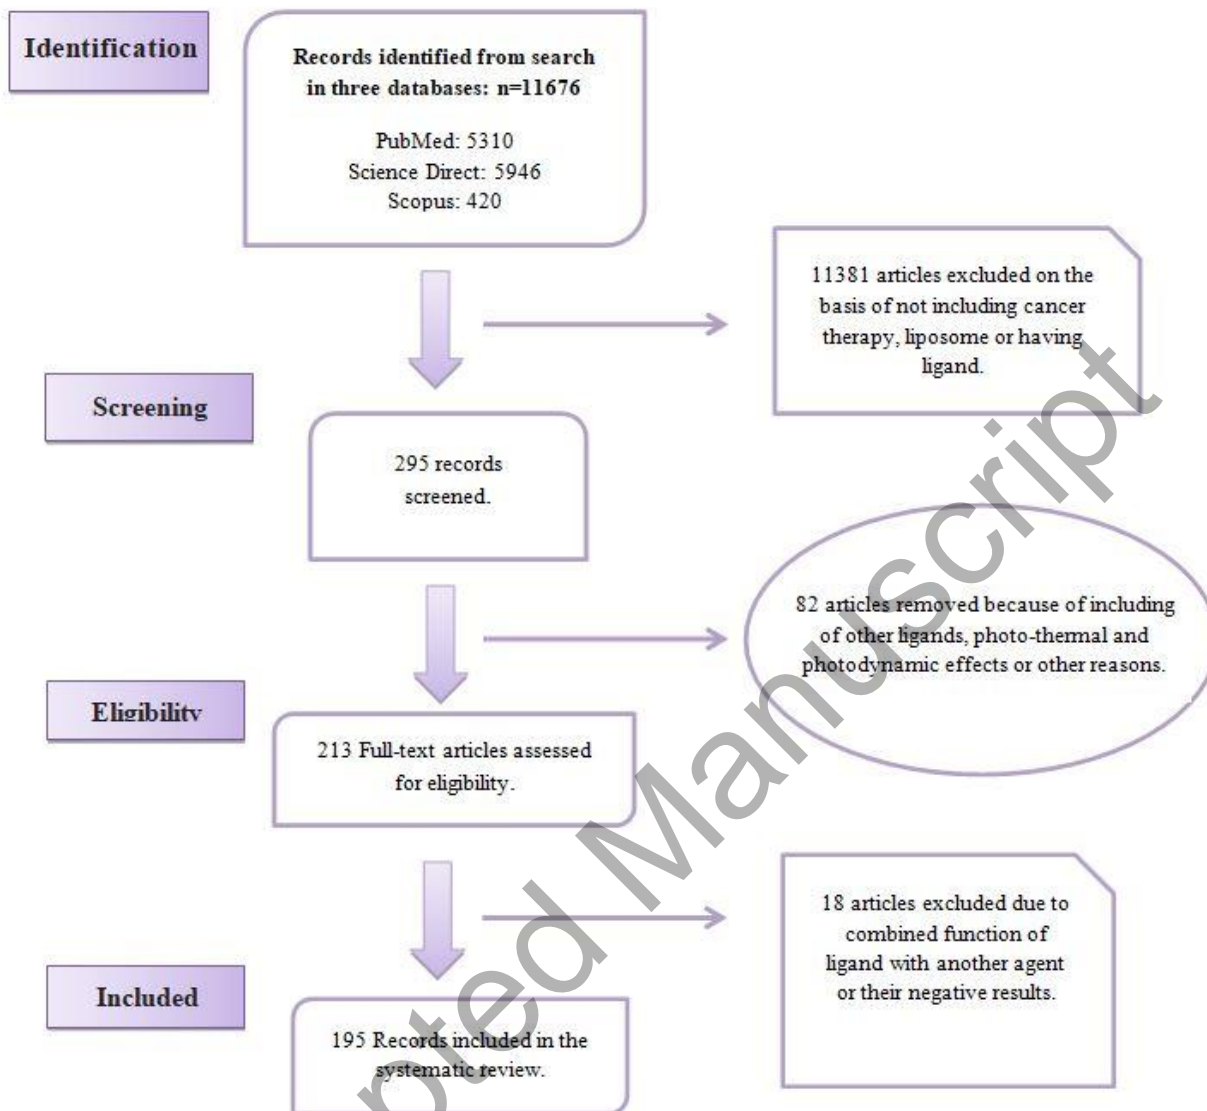 Identification
Records identified from search
in three databases: n=11676
PubMed: 5310
Science Direct: 5946
Scopus: 420
11381 articles excluded on the
basis of not including cancer
therapy, liposome or having
ligand.
Screening
295 records
screened.
82 articles removed because of including
of other ligands, photo-thermal and
photodynamic effects or other reasons.
Eligibility
213 Full-text articles assessed
for eligibility.
18 articles excluded due to
combined function of
ligand with another agent
or their negative results.
Included
195 Records included in the
systematic review.
pted Manuscript